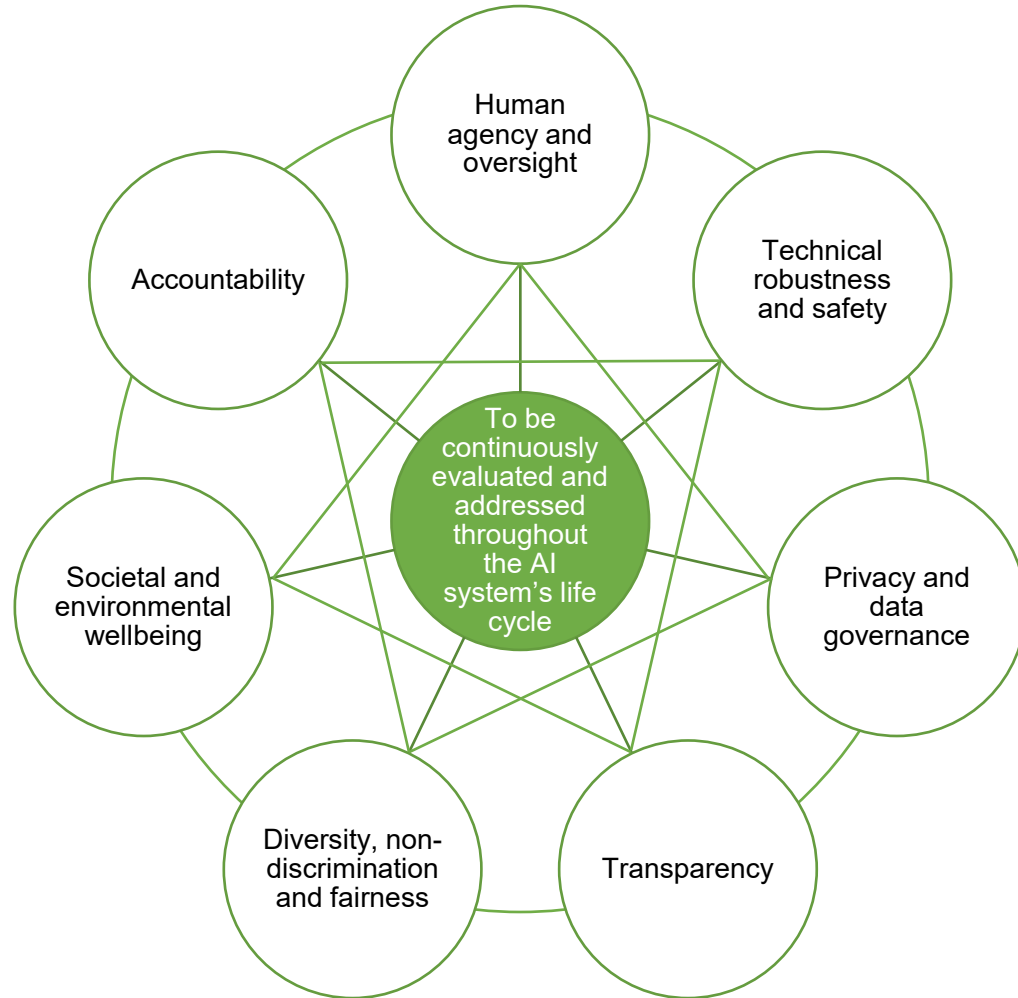 Human
agency and
oversight
Technical
robustness
and safety
Privacy and
data
governance
Transparency
Diversity, non-
discrimination
and fairness
Societal and
environmental
wellbeing
Accountability
To be
continuously
evaluated and
addressed
throughout
the AI
system’s life
cycle